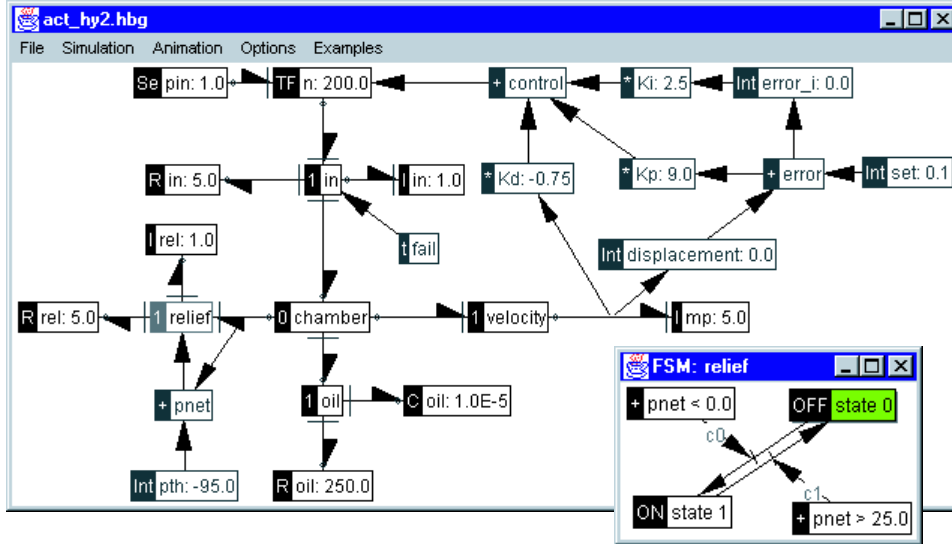 act_hy2.hbg
File Simulation Animation Options Examples
Se pin: 1.0
TF n: 200.0
+ control
* Ki: 2.5
Int error_i: 0.0
R in: 5.0
1 in
I in: 1.0
* Kd: -0.75
* Kp: 9.0
+ error
Int set: 0.1
I rel: 1.0
t fail
Int displacement: 0.0
R rel: 5.0
1 relief
0 chamber
1 velocity
I mp: 5.0
+ pnet
1 oil
C oil: 1.0E-5
Int pth: -95.0
R oil: 250.0
FSM: relief
+ pnet < 0.0
OFF state 0
c0
c1
ON state 1
+ pnet > 25.0